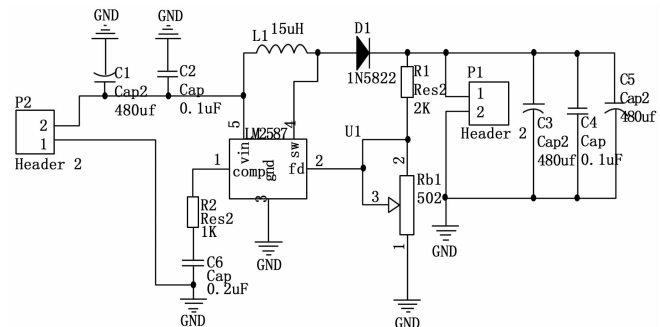 GND
GND
C1
Cap2
480uf
C2
Cap
0.1uF
L1
15uH
D1
1N5822
R1
Res2
2K
P1
1
2
Header 2
C3
Cap2
480uf
C4
Cap
0.1uF
C5
Cap2
480uf
P2
2
1
Header 2
LM2587
5
vin
4
sw
1
comp
gnd
fd
2
3
GND
U1
2
3
Rb1
502
1
GND
GND
R2
Res2
1K
C6
Cap
0.2uF
GND